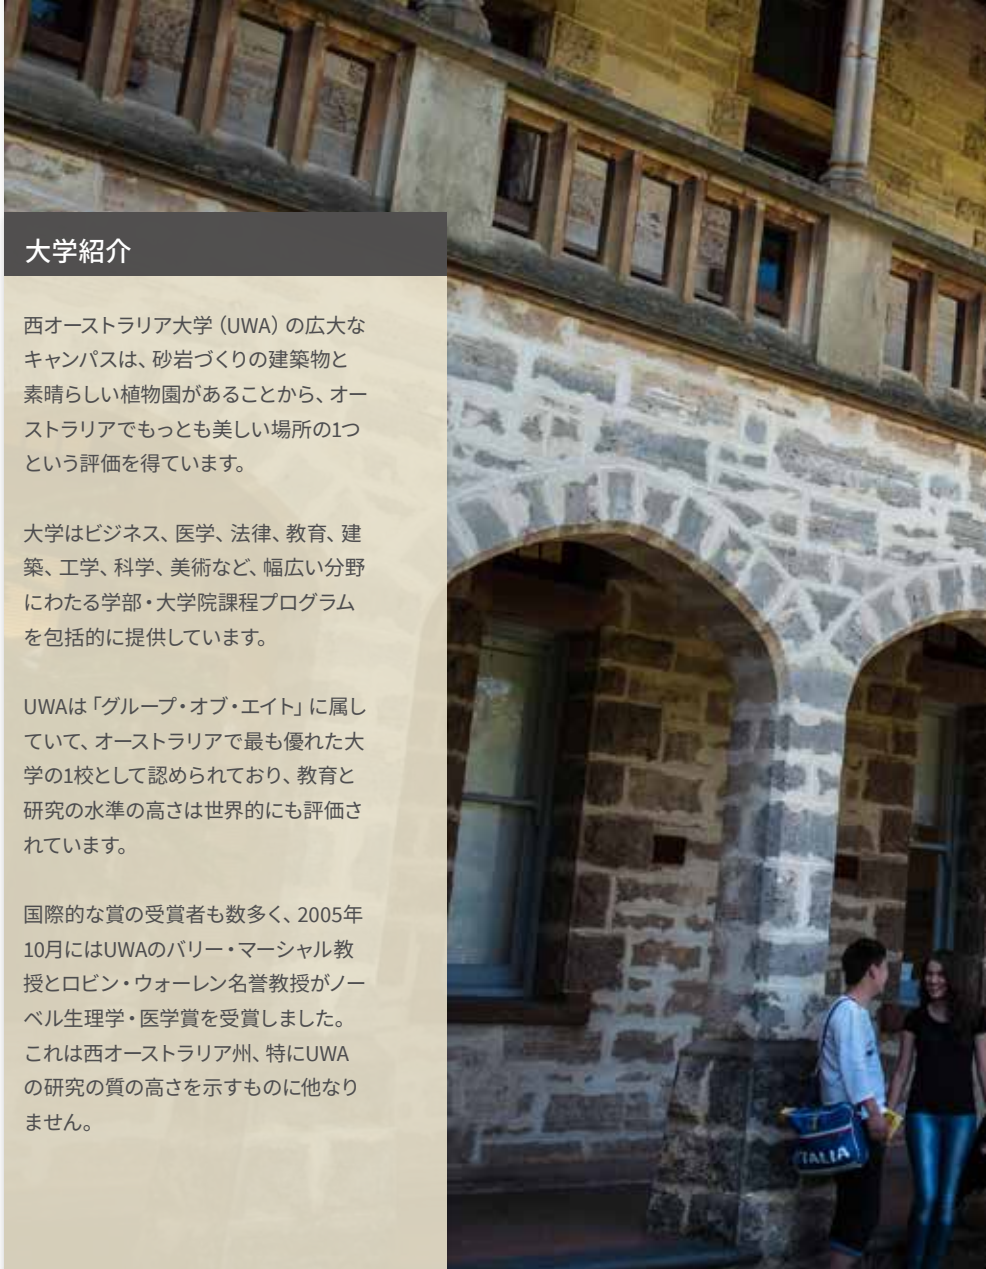 大学紹介
西オーストラリア大学（UWA）の広大な
キャンパスは、砂岩づくりの建築物と
素晴らしい植物園があることから、オー
ストラリアでもっとも美しい場所の1つ
という評価を得ています。
大学はビジネス、医学、法律、教育、建
築、工学、科学、美術など、幅広い分野
にわたる学部・大学院課程プログラム
を包括的に提供しています。
UWAは「グループ・オブ・エイト」に属し
ていて、オーストラリアで最も優れた大
学の1校として認められており、教育と
研究の水準の高さは世界的にも評価さ
れています。
国際的な賞の受賞者も数多く、2005年
10月にはUWAのバリー・マーシャル教
授とロビン・ウォーレン名誉教授がノー
ベル生理学・医学賞を受賞しました。
これは西オーストラリア州、特にUWA
の研究の質の高さを示すものに他なり
ません。
ITALIA